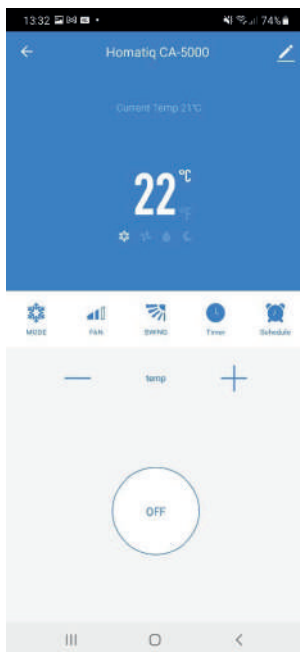 13:32 74%
Homatiq CA-5000
Current Temp 21°C
22 °C
°F
MODE FAN SWING Timer Schedule
temp
OFF